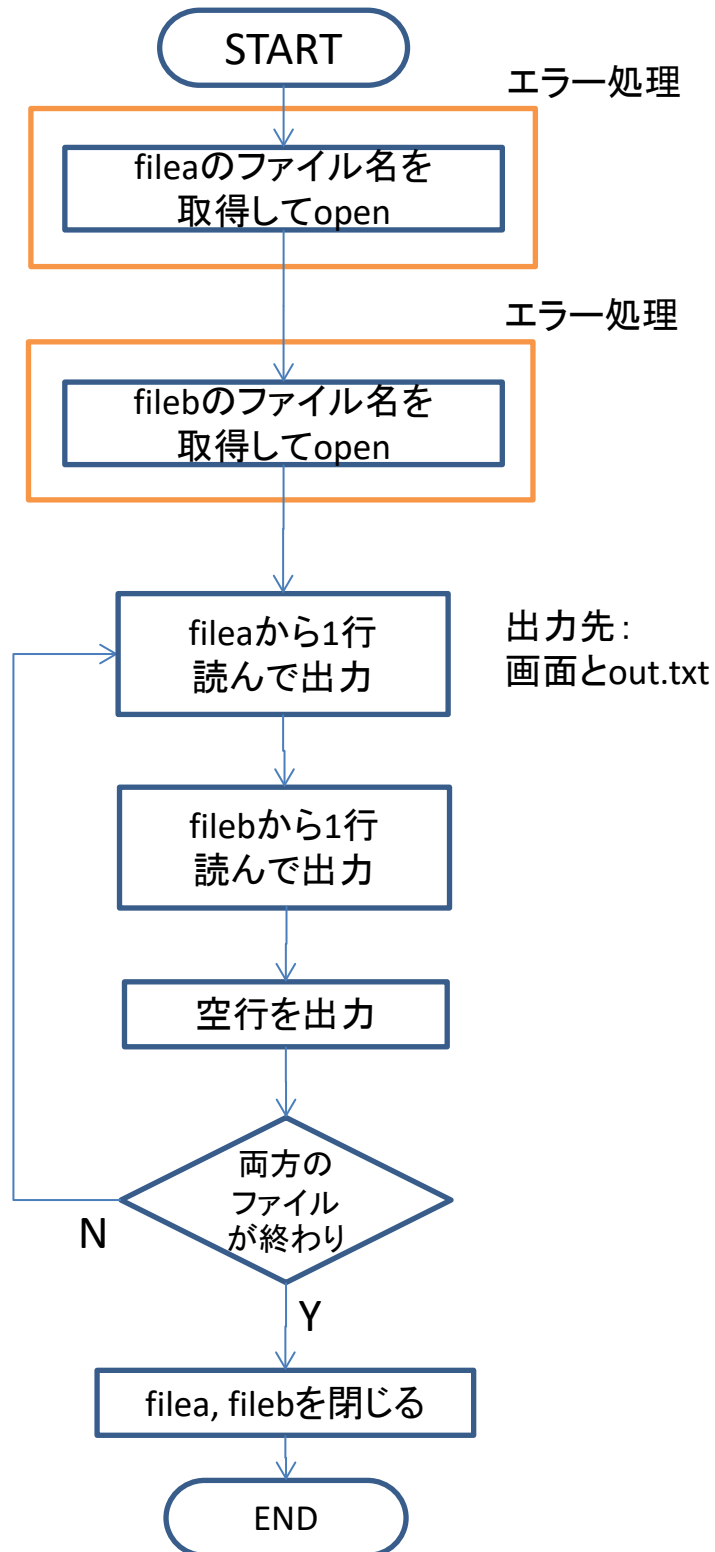 START
エラー処理
fileaのファイル名を
取得してopen
エラー処理
filebのファイル名を
取得してopen
fileaから1行
読んで出力
出力先：
画面とout.txt
filebから1行
読んで出力
空行を出力
両方の
ファイル
が終わり
N
Y
filea, filebを閉じる
END